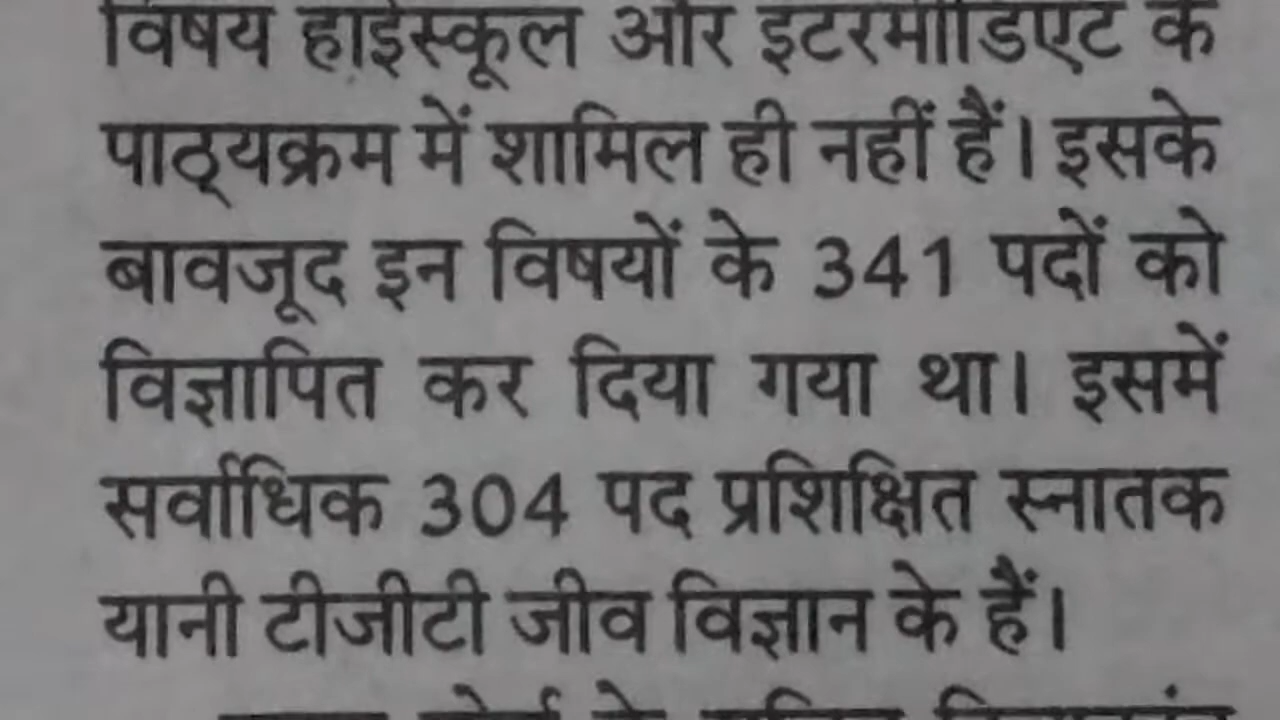 विषय हाईस्कूल और इंटरमीडिएट के
पाठ्यक्रम में शामिल ही नहीं हैं। इसके
बावजूद इन विषयों के 341 पदों को
विज्ञापित कर दिया गया था। इसमें
सर्वाधिक 304 पद प्रशिक्षित स्नातक
यानी टीजीटी जीव विज्ञान के हैं।